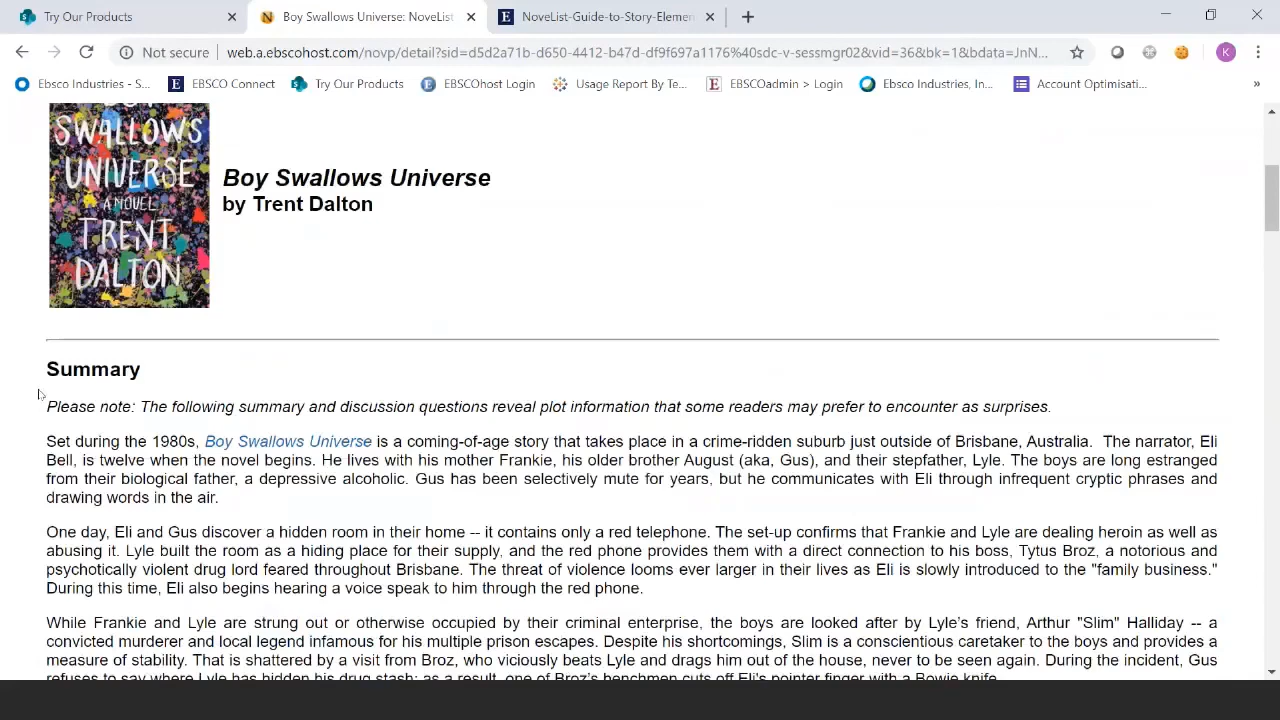 Try Our Products
Boy Swallows Universe: NoveList
NoveList-Guide-to-Story-Elemen
Not secure
web.a.ebscohost.com/novp/detail?sid=d5d2a71b-d650-4412-b47d-df9f697a1176%40sdc-v-sessmgr02&vid=36&bk=1&bdata=JnN...
K
Ebsco Industries - S...
EBSCO Connect
Try Our Products
EBSCOhost Login
Usage Report By Te...
EBSCOadmin > Login
Ebsco Industries, In...
Account Optimisati...
»
SWALLOWS
UNIVERSE
A NOVEL
TRENT
DALTON
Boy Swallows Universe
by Trent Dalton
Summary
Please note: The following summary and discussion questions reveal plot information that some readers may prefer to encounter as surprises.
Set during the 1980s, Boy Swallows Universe is a coming-of-age story that takes place in a crime-ridden suburb just outside of Brisbane, Australia. The narrator, Eli
Bell, is twelve when the novel begins. He lives with his mother Frankie, his older brother August (aka, Gus), and their stepfather, Lyle. The boys are long estranged
from their biological father, a depressive alcoholic. Gus has been selectively mute for years, but he communicates with Eli through infrequent cryptic phrases and
drawing words in the air.
One day, Eli and Gus discover a hidden room in their home -- it contains only a red telephone. The set-up confirms that Frankie and Lyle are dealing heroin as well as
abusing it. Lyle built the room as a hiding place for their supply, and the red phone provides them with a direct connection to his boss, Tytus Broz, a notorious and
psychotically violent drug lord feared throughout Brisbane. The threat of violence looms ever larger in their lives as Eli is slowly introduced to the "family business."
During this time, Eli also begins hearing a voice speak to him through the red phone.
While Frankie and Lyle are strung out or otherwise occupied by their criminal enterprise, the boys are looked after by Lyle's friend, Arthur "Slim" Halliday -- a
convicted murderer and local legend infamous for his multiple prison escapes. Despite his shortcomings, Slim is a conscientious caretaker to the boys and provides a
measure of stability. That is shattered by a visit from Broz, who viciously beats Lyle and drags him out of the house, never to be seen again. During the incident, Gus
refuses to say where Lyle has hidden his drug stash; as a result, one of Broz's henchmen cuts off Eli's pointer finger with a Bowie knife.